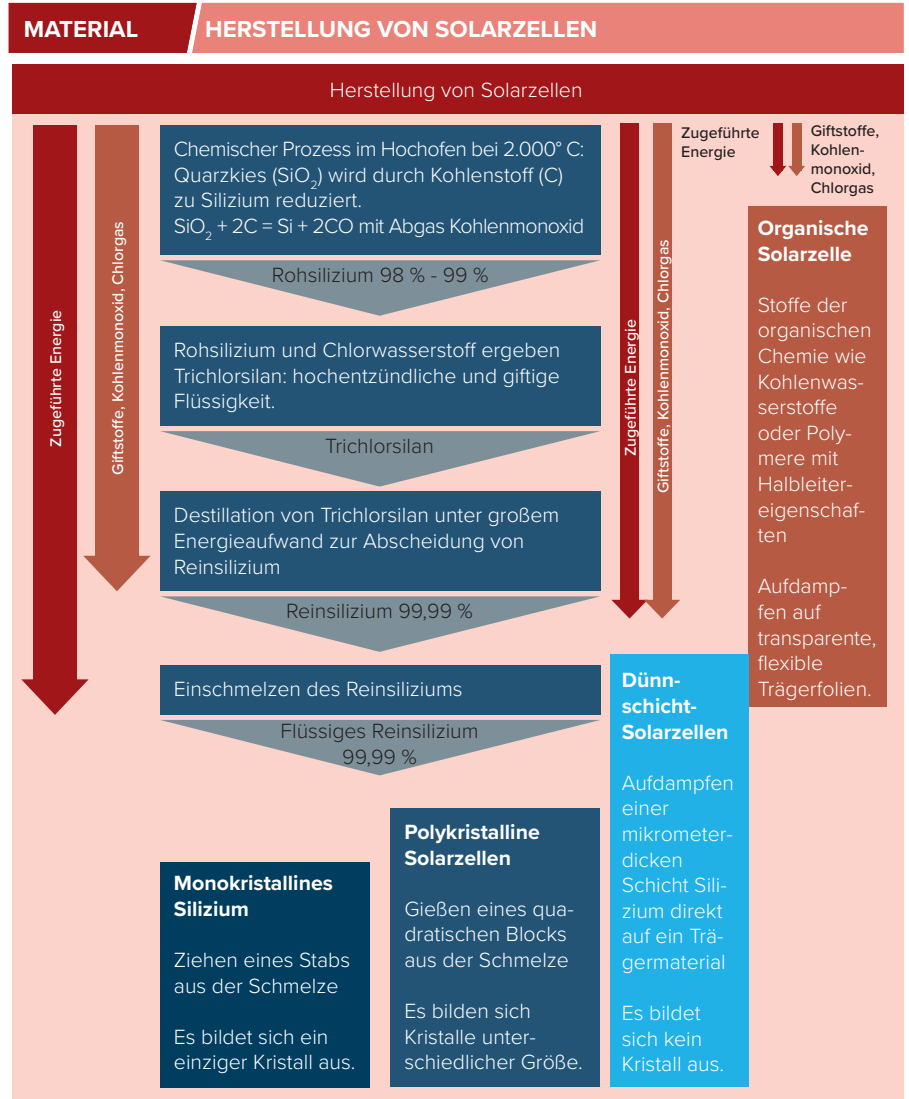 MATERIAL
HERSTELLUNG VON SOLARZELLEN
Herstellung von Solarzellen
Zugeführte Energie
Giftstoffe, Kohlenmonoxid, Chlorgas
Chemischer Prozess im Hochofen bei 2.000° C:
Quarzkies (SiO₂) wird durch Kohlenstoff (C)
zu Silizium reduziert.
SiO₂ + 2C = Si + 2CO mit Abgas Kohlenmonoxid
Rohsilizium 98 % - 99 %
Rohsilizium und Chlorwasserstoff ergeben
Trichlorsilan: hochentzündliche und giftige
Flüssigkeit.
Trichlorsilan
Destillation von Trichlorsilan unter großem
Energieaufwand zur Abscheidung von
Reinsilizium
Reinsilizium 99,99 %
Einschmelzen des Reinsiliziums
Flüssiges Reinsilizium
99,99 %
Monokristallines
Silizium
Ziehen eines Stabs
aus der Schmelze
Es bildet sich ein
einziger Kristall aus.
Polykristalline
Solarzellen
Gießen eines qua-
dratischen Blocks
aus der Schmelze
Es bilden sich
Kristalle unter-
schiedlicher Größe.
Zugeführte Energie
Giftstoffe, Kohlenmonoxid, Chlorgas
Dünn-
schicht-
Solarzellen
Aufdampfen
einer
mikrometer-
dicken
Schicht Sili-
zium direkt
auf ein Trä-
germaterial
Es bildet
sich kein
Kristall aus.
Zugeführte
Energie
Giftstoffe,
Kohlen-
monoxid,
Chlorgas
Organische
Solarzelle
Stoffe der
organischen
Chemie wie
Kohlenwas-
serstoffe
oder Poly-
mere mit
Halbleiter-
eigenschaf-
ten
Aufdamp-
fen auf
transparente,
flexible
Trägerfolien.